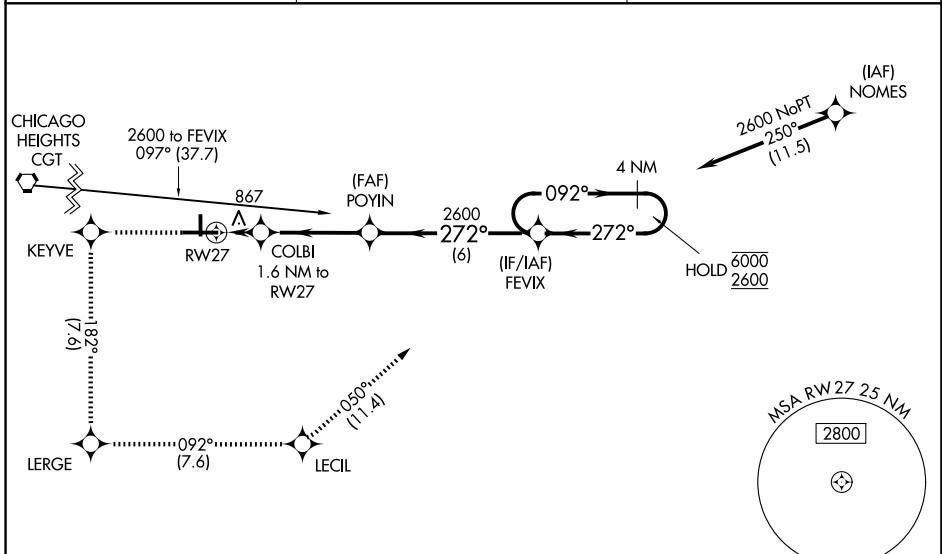 (IAF)
NOMES
2600 NoPT
250°
(11.5)
CHICAGO
HEIGHTS
CGT
2600 to FEVIX
097° (37.7)
4 NM
867
(FAF)
POYIN
092°
2600
272°
(6)
272°
KEYVE
RW27
COLBI
1.6 NM to
RW27
(IF/IAF)
FEVIX
HOLD
6000
2600
182°
(7.6)
050°
(11.4)
LERGE
092°
(7.6)
LECIL
MSA RW27 25 NM
2800